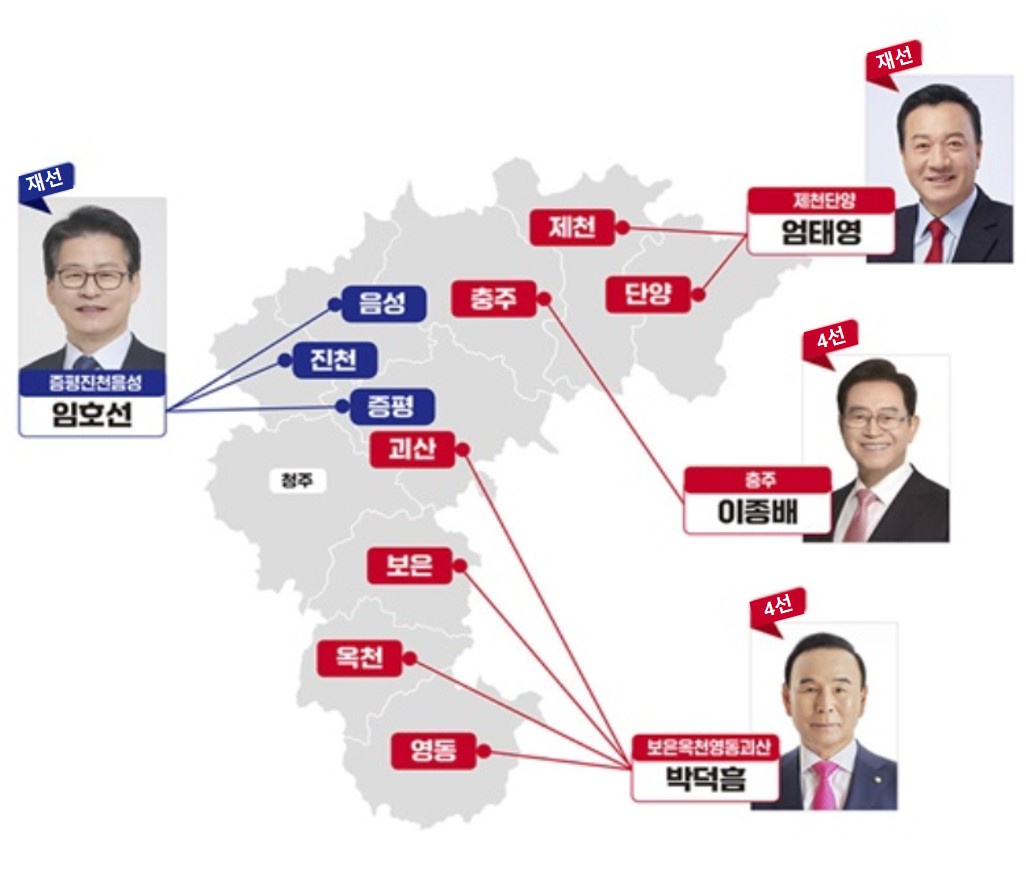 재선
제천단양
엄태영
재선
증평진천음성
임호선
제천
단양
음성
충주
진천
증평
괴산
청주
4선
충주
이종배
보은
옥천
영동
4선
보은옥천영동괴산
박덕흠